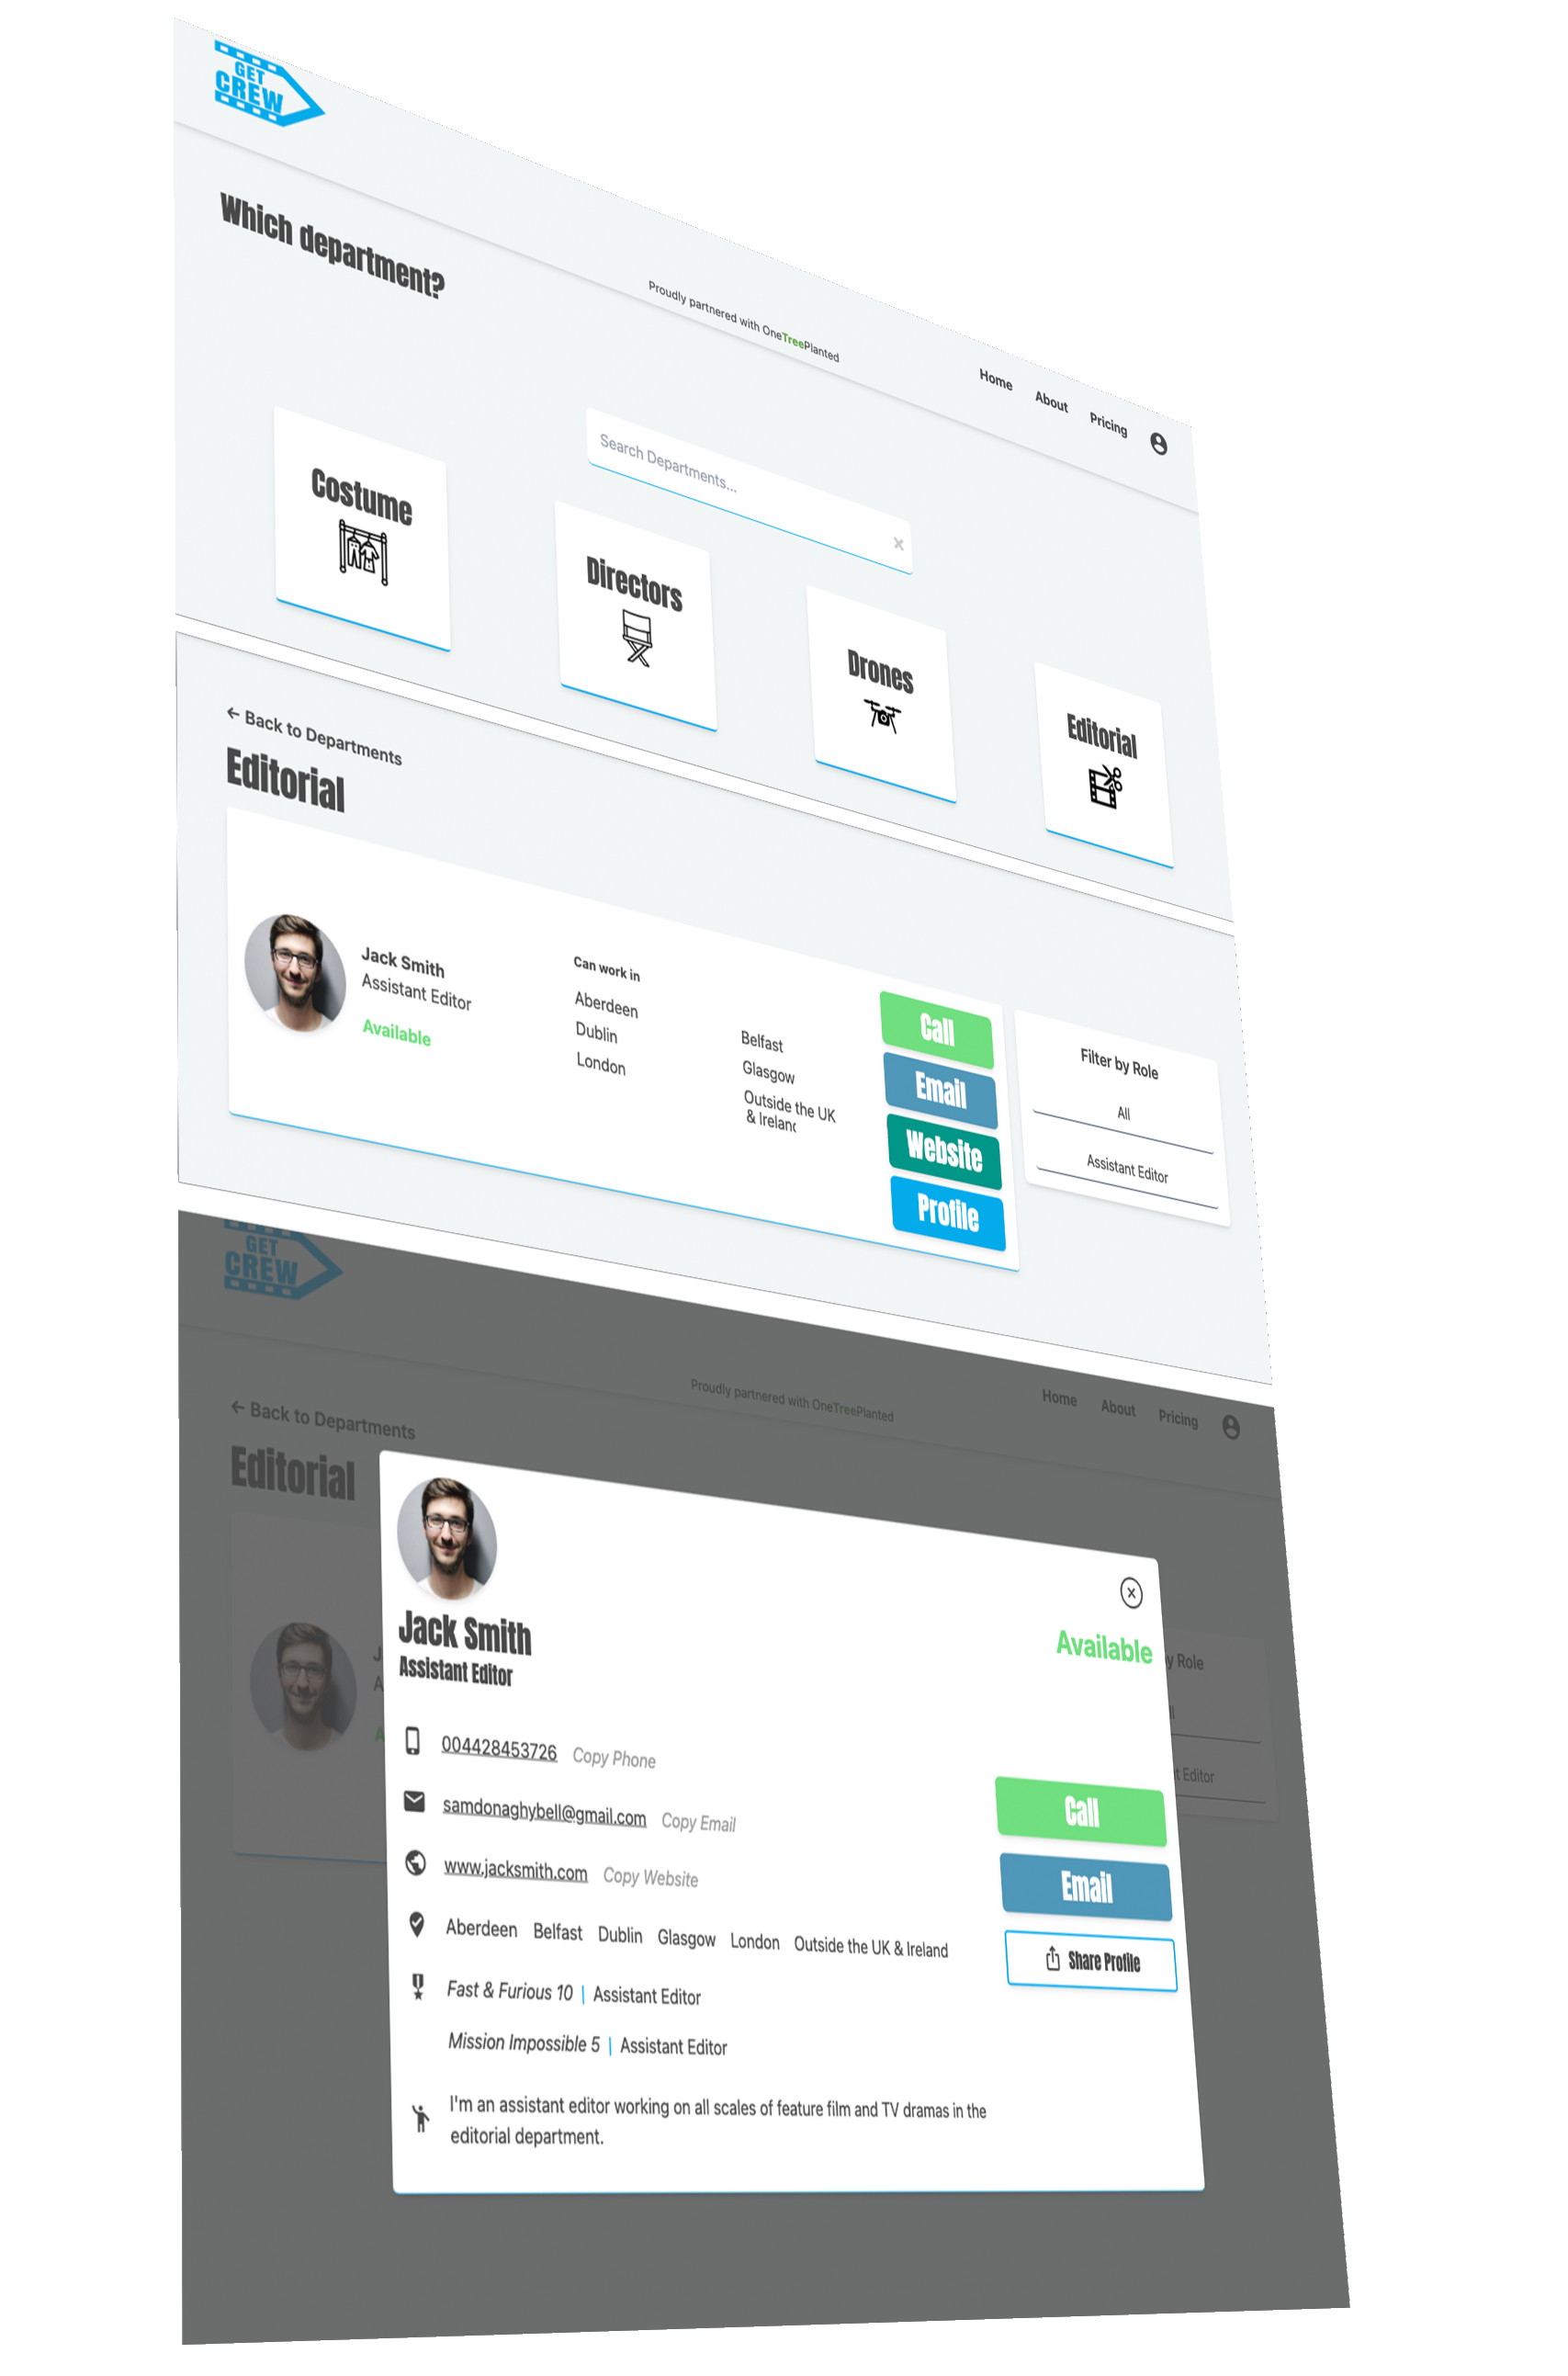 GET
CREW
Proudly partnered with OneTreePlanted
Home
About
Pricing
Which department?
Search Departments...
Costume
Directors
Drones
Editorial
← Back to Departments
Editorial
Jack Smith
Assistant Editor
Available
Can work in
Aberdeen
Dublin
London
Belfast
Glasgow
Outside the UK
& Ireland
Call
Email
Website
Profile
Filter by Role
All
Assistant Editor
GET
CREW
Proudly partnered with OneTreePlanted
Home
About
Pricing
← Back to Departments
Editorial
J
A
A
y Role
ll
t Editor
Jack Smith
Assistant Editor
Available
004428453726 Copy Phone
samdonaghybell@gmail.com Copy Email
www.jacksmith.com Copy Website
Aberdeen Belfast Dublin Glasgow London Outside the UK & Ireland
Fast & Furious 10 | Assistant Editor
Mission Impossible 5 | Assistant Editor
I'm an assistant editor working on all scales of feature film and TV dramas in the
editorial department.
Call
Email
Share Profile